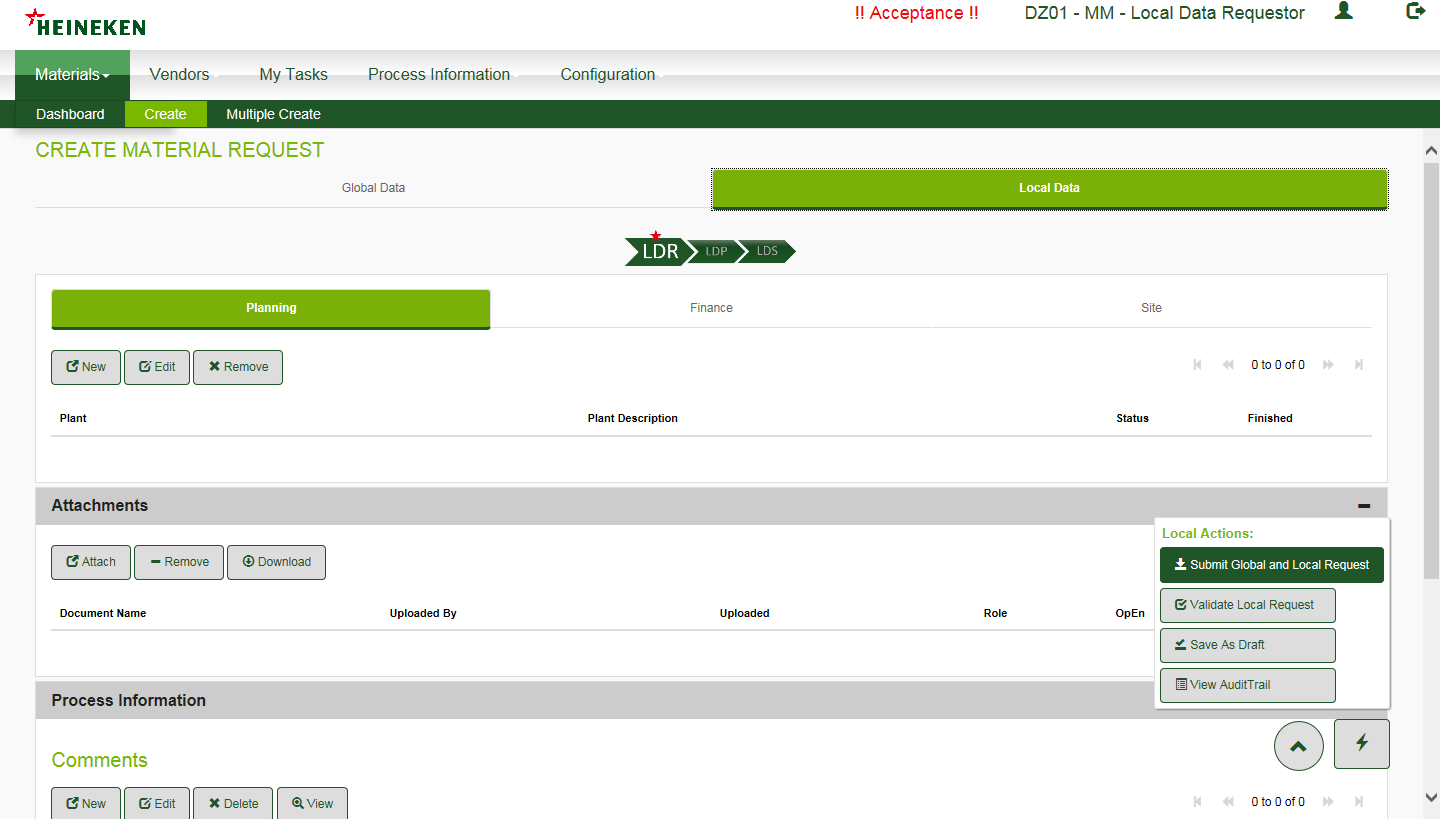 HEINEKEN
!! Acceptance !! DZ01 - MM - Local Data Requestor
Materials Vendors My Tasks Process Information Configuration
Dashboard Create Multiple Create
CREATE MATERIAL REQUEST
Global Data Local Data
LDR LDP LDS
Planning Finance Site
New Edit Remove 0 to 0 of 0
Plant Plant Description Status Finished
Attachments
Local Actions:
Attach Remove Download Submit Global and Local Request
Validate Local Request
Document Name Uploaded By Uploaded Role OpEn
Save As Draft
View AuditTrail
Process Information
Comments
New Edit Delete View 0 to 0 of 0